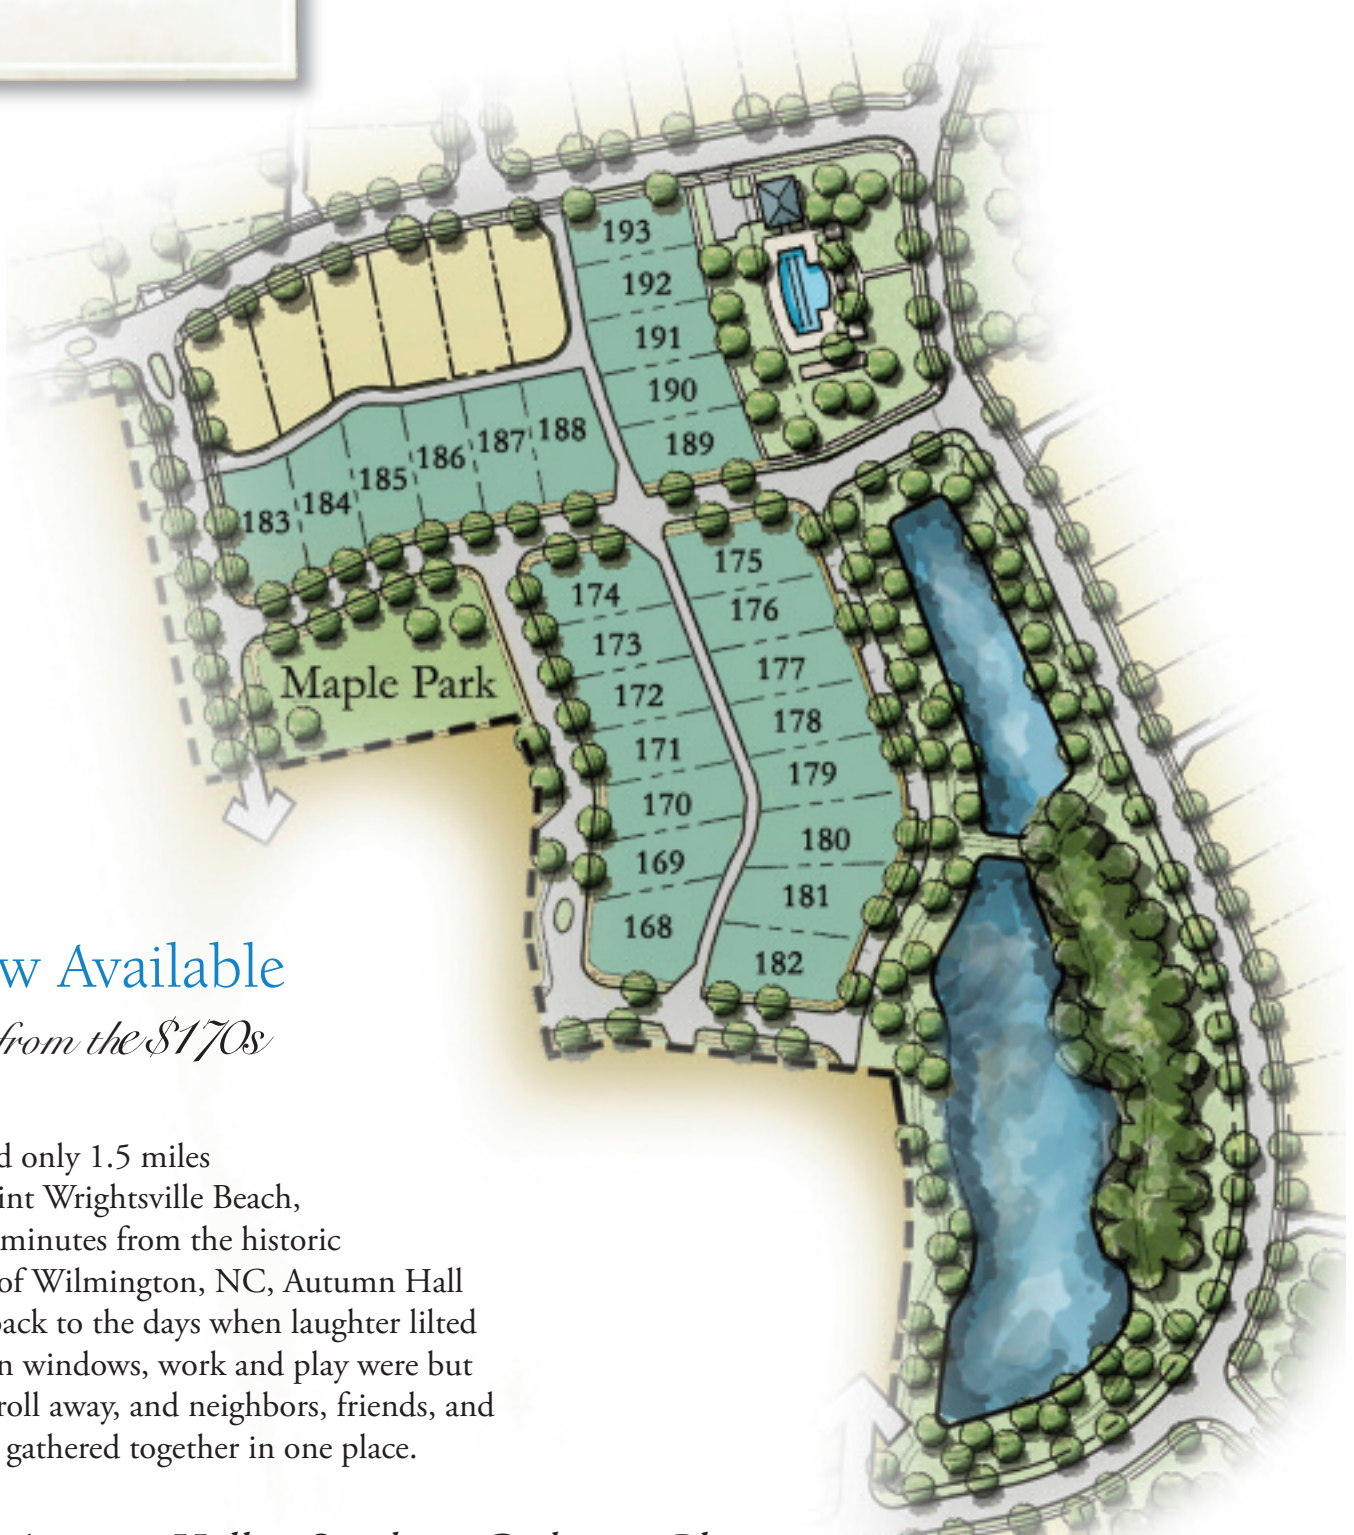 193
192
191
190
189
188
187
186
185
184
183
175
174
176
173
177
172
Maple Park
178
171
179
170
180
169
181
168
182
w Available
from the $170s
d only 1.5 miles
int Wrightsville Beach,
minutes from the historic
of Wilmington, NC, Autumn Hall
back to the days when laughter lilted
n windows, work and play were but
roll away, and neighbors, friends, and
gathered together in one place.